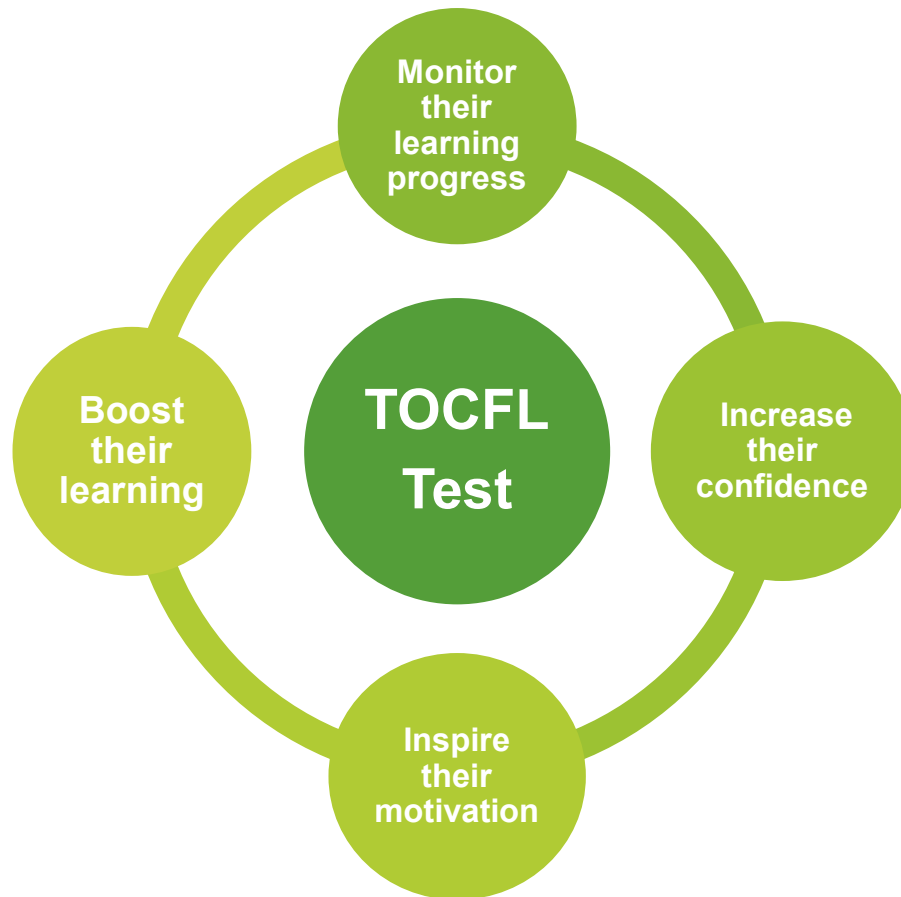 Monitor
their
learning
progress
Boost
their
learning
TOCFL
Test
Increase
their
confidence
Inspire
their
motivation